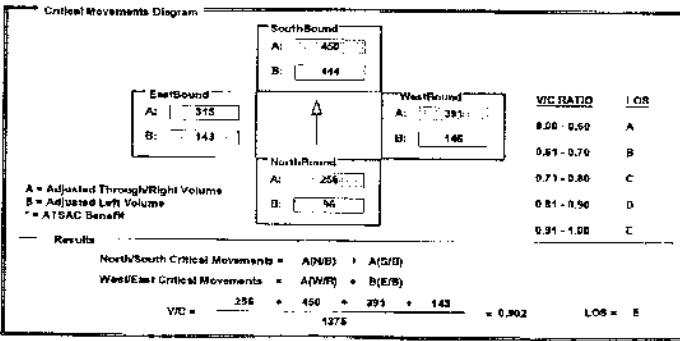 Critical Movements Diagram
SouthBound
A: 450
B: 444
EastBound
A: 315
B: 143
WestBound
A: 391
B: 146
V/C RATIO LOS
0.00 - 0.60 A
0.61 - 0.70 B
0.71 - 0.80 C
0.81 - 0.90 D
0.91 - 1.00 E
NorthBound
A: 256
B: 96
A = Adjusted Through/Right Volume
B = Adjusted Left Volume
* = ATSAC Benefit
Results
North/South Critical Movements = A(N/B) + A(S/B)
West/East Critical Movements = A(W/B) + B(E/B)
V/C = 256 + 450 + 391 + 143 = 0.902 LOS = E
1375